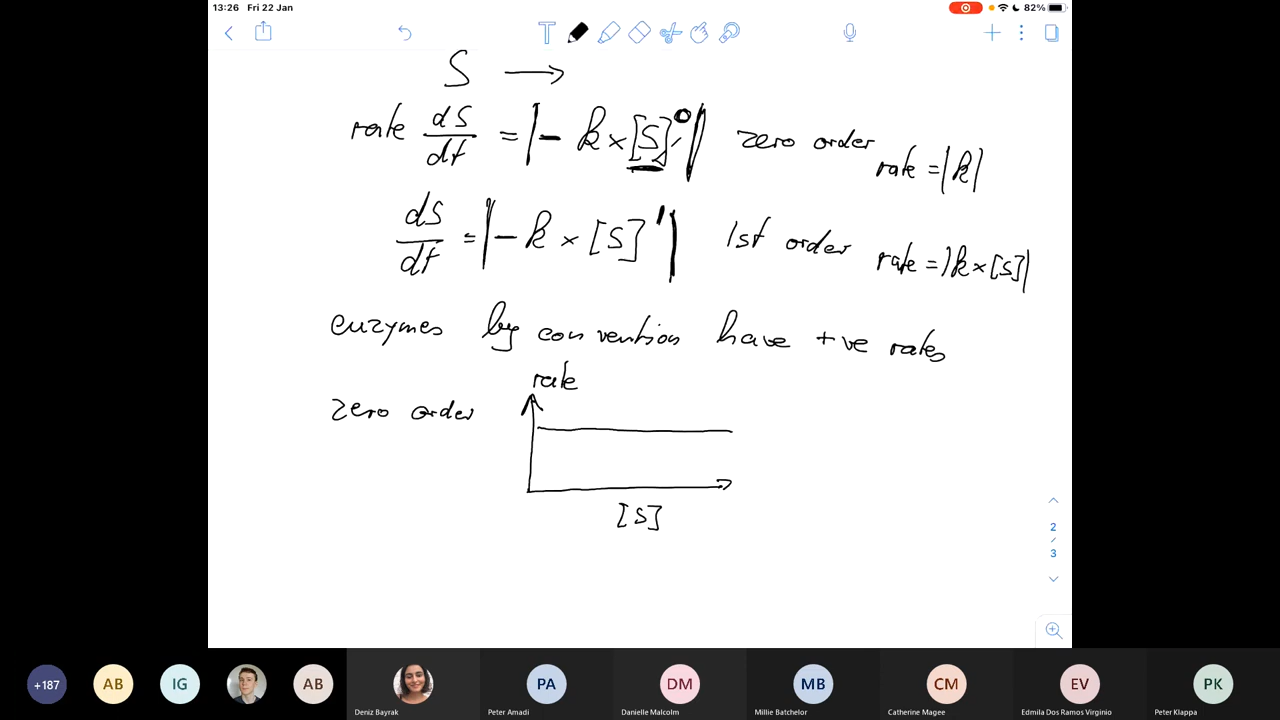 13:26 Fri 22 Jan
82%
T
S →
rate dS/dt = |- k × [S]⁰| zero order rate = |k|
dS/dt = |- k × [S]¹| 1st order rate = |k × [S]|
enzymes by convention have +ve rates
rate
zero order
[S]
2
/
3
+187 AB IG AB PA DM MB CM EV PK
Deniz Bayrak Peter Amadi Danielle Malcolm Millie Batchelor Catherine Magee Edmila Dos Ramos Virginio Peter Klappa